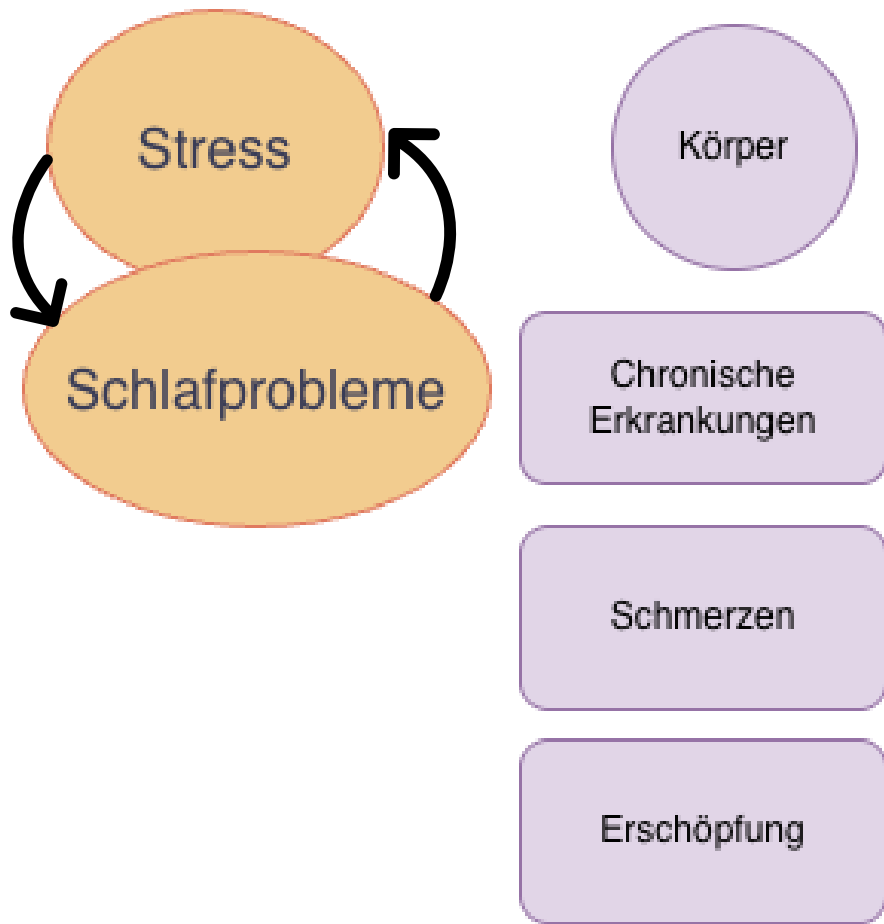 Stress
Schlafprobleme
Körper
Chronische
Erkrankungen
Schmerzen
Erschöpfung